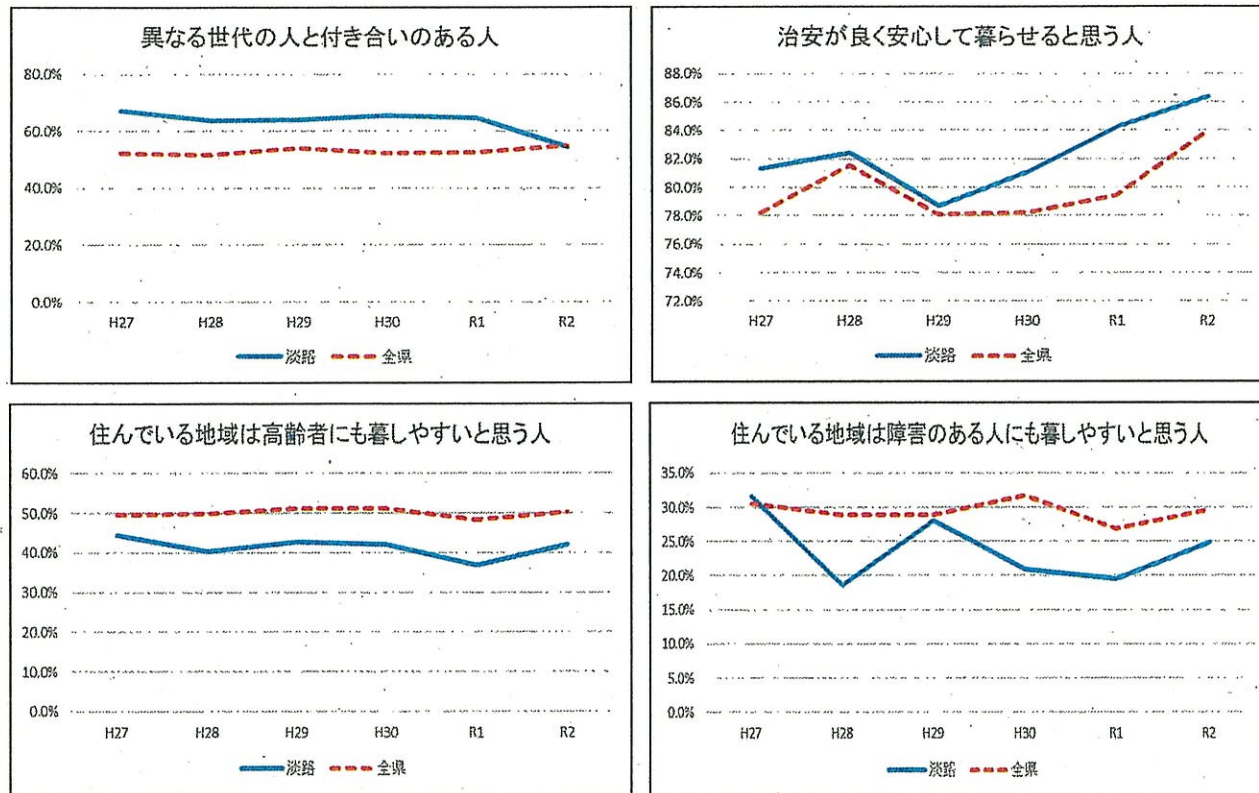 異なる世代の人と付き合いのある人
80.0%
60.0%
40.0%
20.0%
0.0%
H27 H28 H29 H30 R1 R2
淡路 全県
治安が良く安心して暮らせると思う人
88.0%
86.0%
84.0%
82.0%
80.0%
78.0%
76.0%
74.0%
72.0%
H27 H28 H29 H30 R1 R2
淡路 全県
住んでいる地域は高齢者にも暮しやすいと思う人
60.0%
50.0%
40.0%
30.0%
20.0%
10.0%
0.0%
H27 H28 H29 H30 R1 R2
淡路 全県
住んでいる地域は障害のある人にも暮しやすいと思う人
35.0%
30.0%
25.0%
20.0%
15.0%
10.0%
5.0%
0.0%
H27 H28 H29 H30 R1 R2
淡路 全県